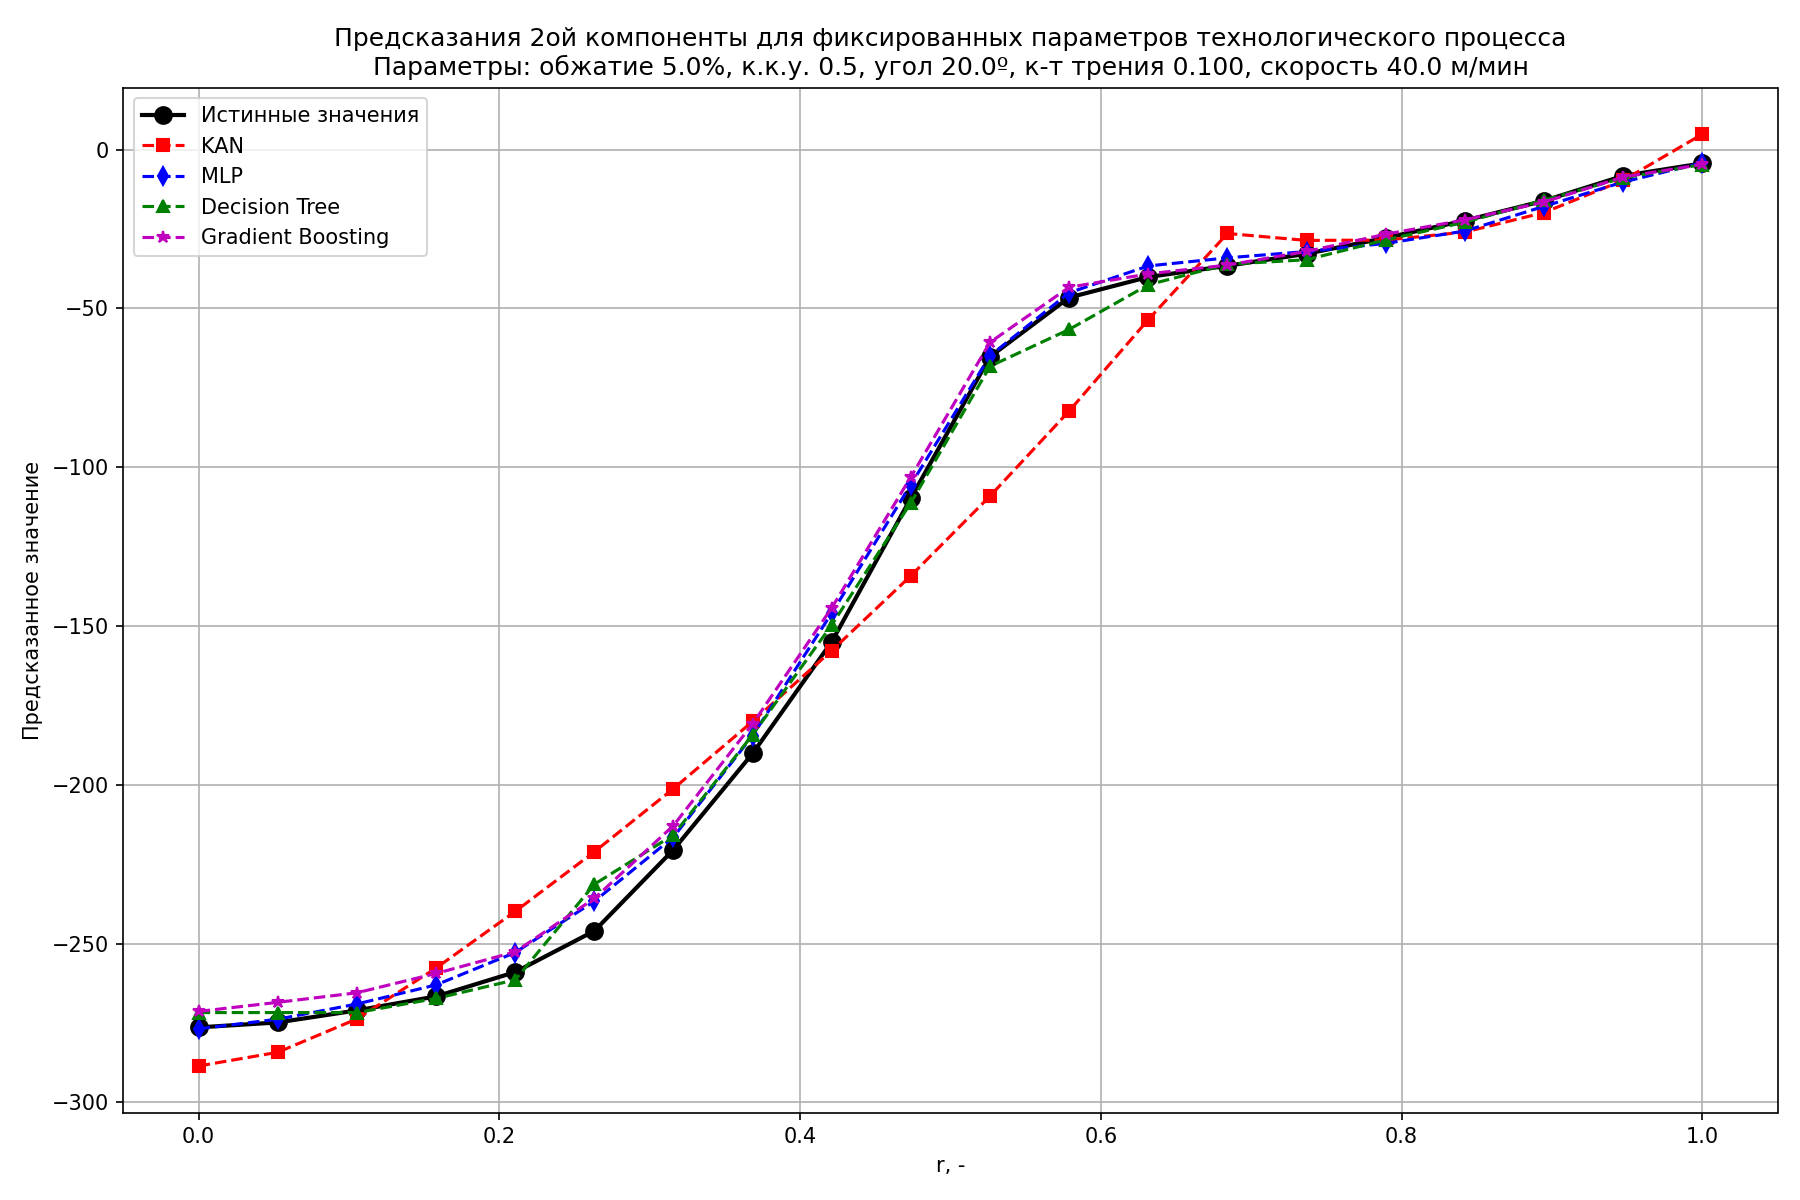 Предсказания 2ой компоненты для фиксированных параметров технологического процесса
Параметры: обжатие 5.0%, к.к.у. 0.5, угол 20.0º, к-т трения 0.100, скорость 40.0 м/мин
Истинные значения
KAN
MLP
Decision Tree
Gradient Boosting
Предсказанное значение
0
−50
−100
−150
−200
−250
−300
0.0 0.2 0.4 0.6 0.8 1.0
r, -